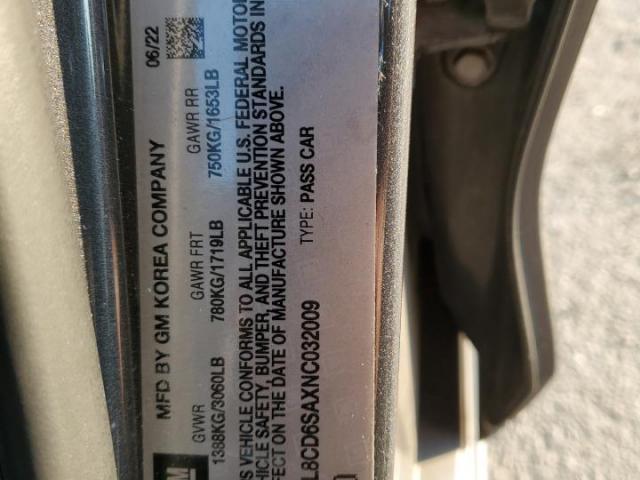 MFD BY GM KOREA COMPANY 06/22
GVWR GAWR FRT GAWR RR
1388KG/3060LB 780KG/1719LB 750KG/1653LB
VEHICLE CONFORMS TO ALL APPLICABLE U.S. FEDERAL MOTOR
SAFETY, BUMPER, AND THEFT PREVENTION STANDARDS IN
ON THE DATE OF MANUFACTURE SHOWN ABOVE.
L8CD6SAXNC032009 TYPE: PASS CAR